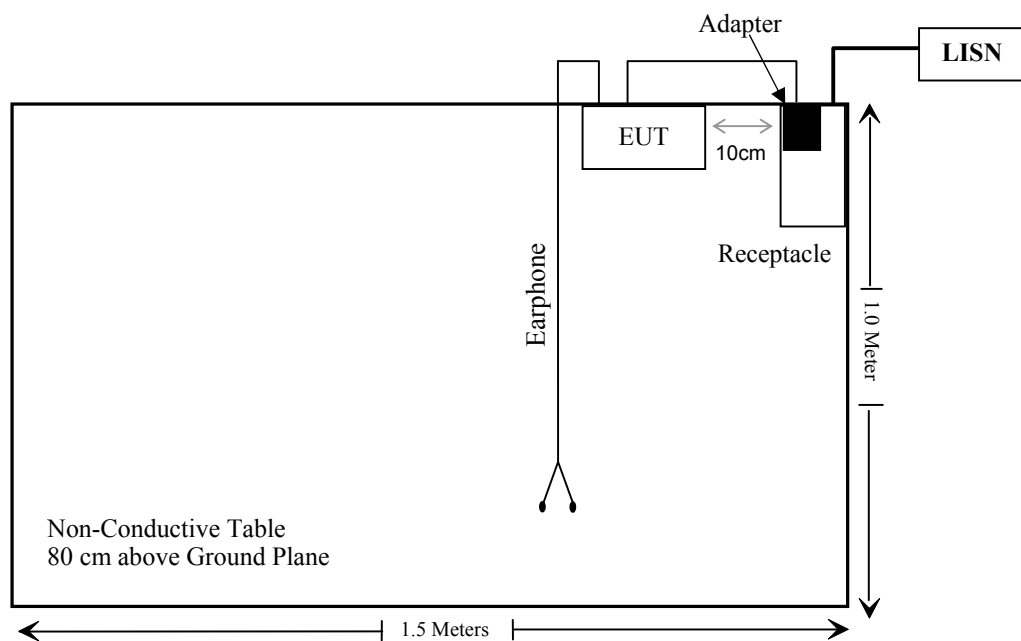 Adapter
LISN
EUT
10cm
Receptacle
Earphone
1.0 Meter
Non-Conductive Table
80 cm above Ground Plane
1.5 Meters